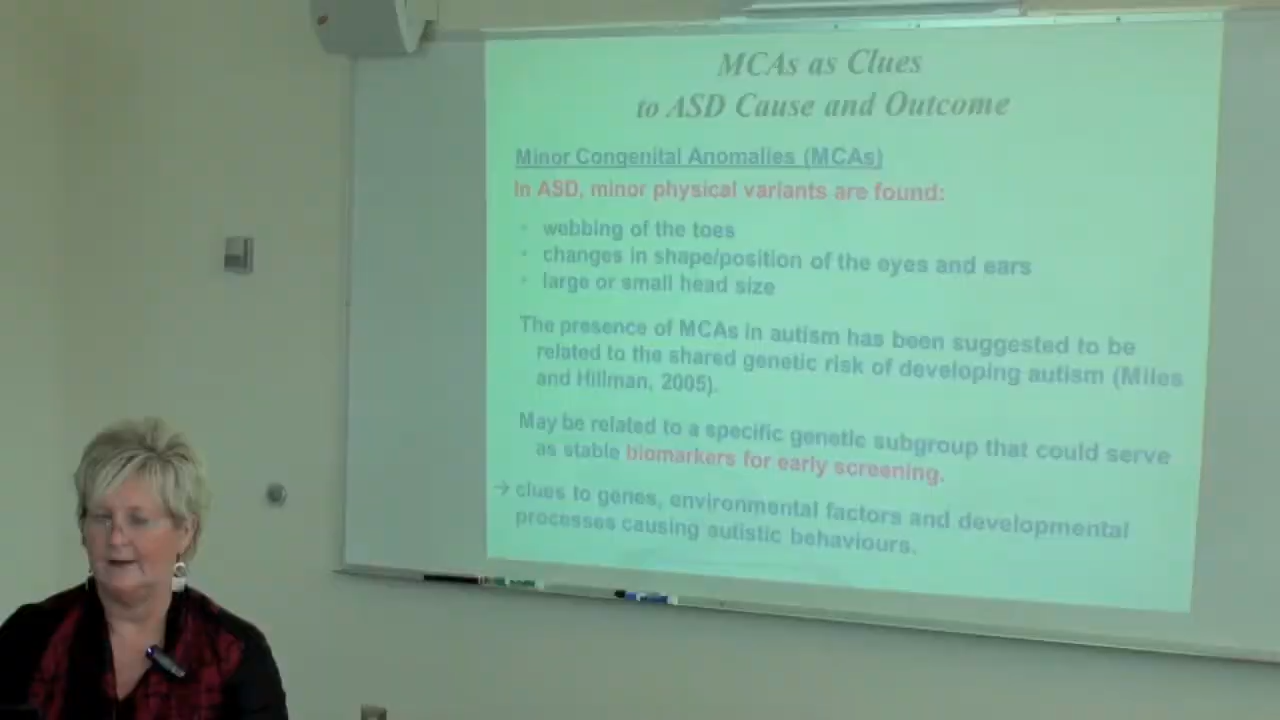 MCAs as Clues
to ASD Cause and Outcome
Minor Congenital Anomalies (MCAs)
In ASD, minor physical variants are found:
• webbing of the toes
• changes in shape/position of the eyes and ears
• large or small head size
The presence of MCAs in autism has been suggested to be
related to the shared genetic risk of developing autism (Miles
and Hillman, 2005).
May be related to a specific genetic subgroup that could serve
as stable biomarkers for early screening.
→ clues to genes, environmental factors and developmental
processes causing autistic behaviours.